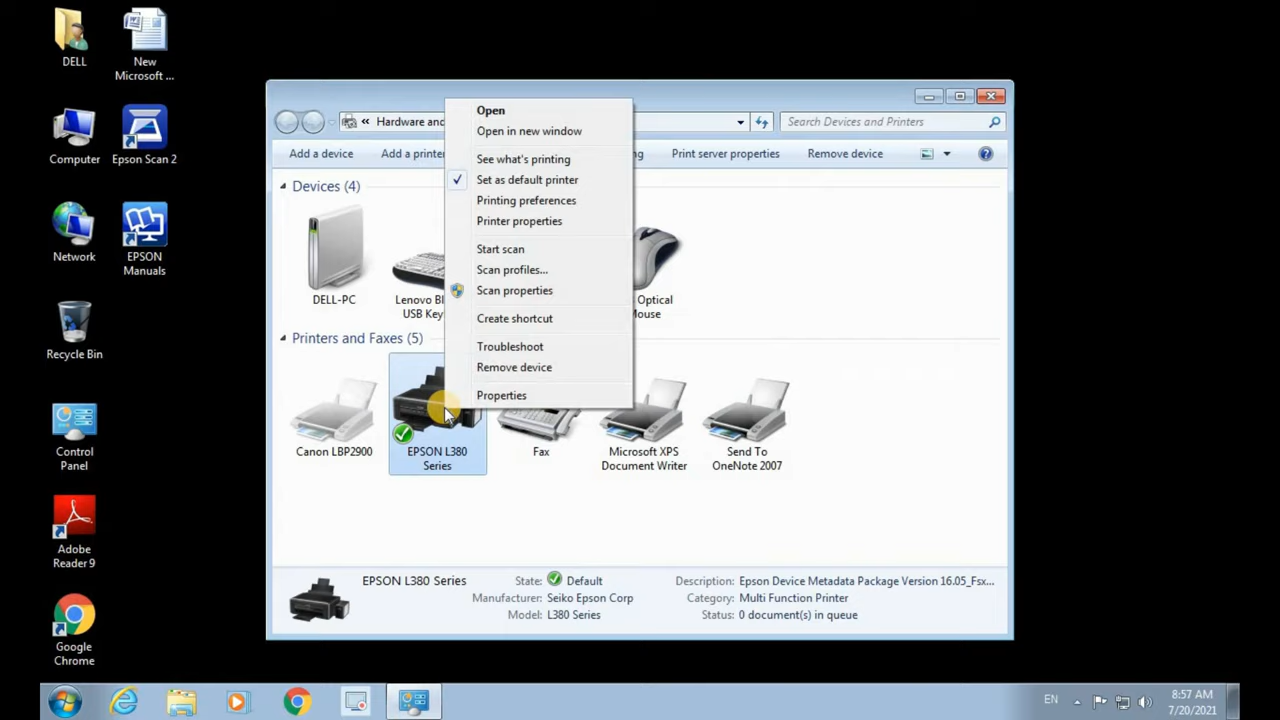 DELL
New
Microsoft ...
Computer
Epson Scan 2
Network
EPSON
Manuals
Recycle Bin
Control
Panel
Adobe
Reader 9
Google
Chrome
« Hardware and
Search Devices and Printers
Add a device
Add a printer
Print server properties
Remove device
Devices (4)
DELL-PC
Lenovo
USB
Optical
Printers and Faxes (5)
Canon LBP2900
EPSON L380
Series
Fax
Microsoft XPS
Document Writer
Send To
OneNote 2007
Open
Open in new window
See what's printing
Set as default printer
Printing preferences
Printer properties
Start scan
Scan profiles...
Scan properties
Create shortcut
Troubleshoot
Remove device
Properties
EPSON L380 Series
State: Default
Manufacturer: Seiko Epson Corp
Model: L380 Series
Description: Epson Device Metadata Package Version 16.05_Fsx...
Category: Multi Function Printer
Status: 0 document(s) in queue
EN
8:57 AM
7/20/2021